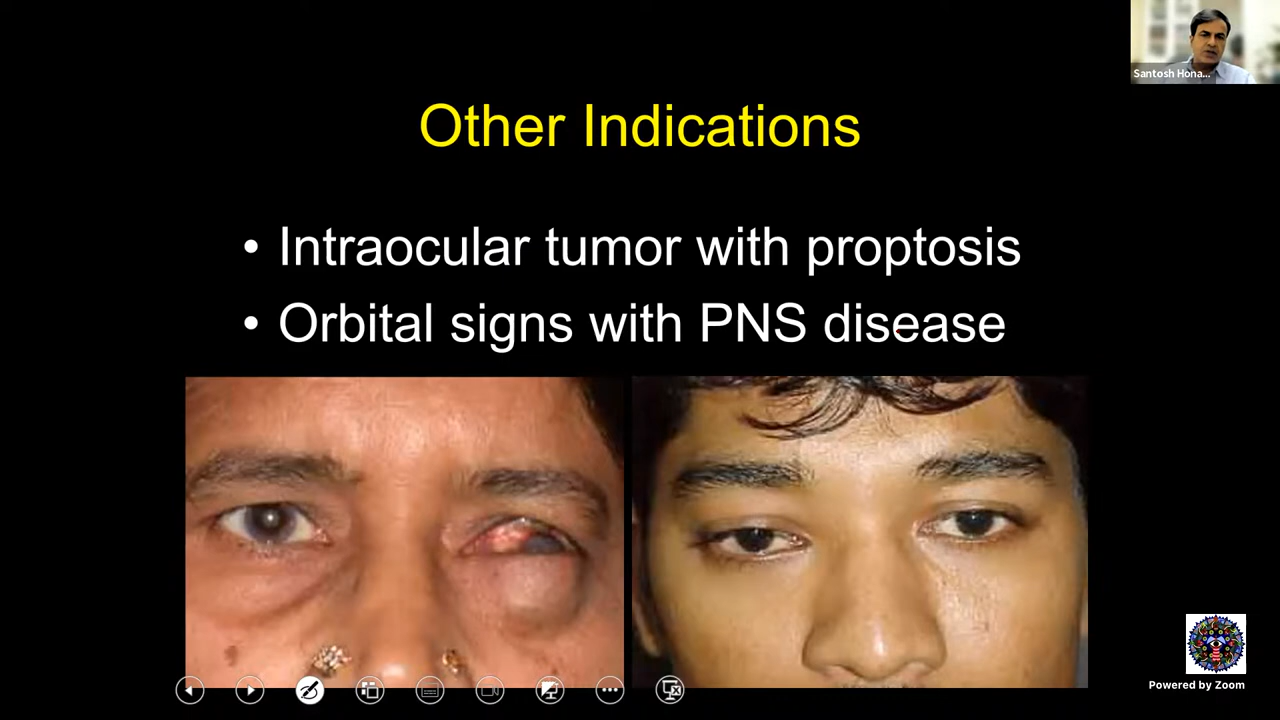 Santosh Hona...
Other Indications
• Intraocular tumor with proptosis
• Orbital signs with PNS disease
Powered by Zoom